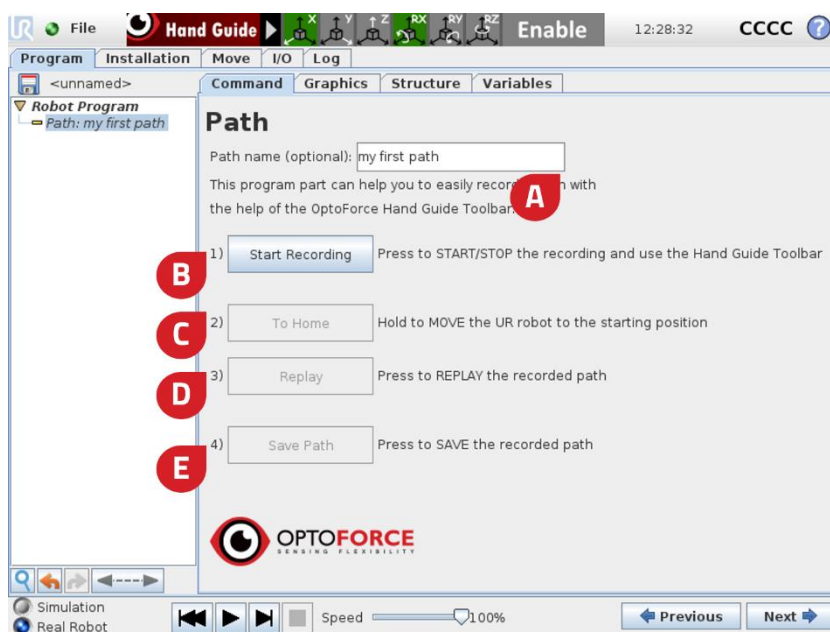 File Hand Guide X Y Z RX RY RZ Enable 12:28:32 CCCC ?
Program Installation Move I/O Log
<unnamed> Command Graphics Structure Variables
Robot Program
Path: my first path
Path
Path name (optional): my first path
This program part can help you to easily record with
the help of the OptoForce Hand Guide Toolbar.
A
1) Start Recording Press to START/STOP the recording and use the Hand Guide Toolbar
B
2) To Home Hold to MOVE the UR robot to the starting position
C
3) Replay Press to REPLAY the recorded path
D
4) Save Path Press to SAVE the recorded path
E
OPTOFORCE
SENSING FLEXIBILITY
Simulation
Real Robot
Speed 100% Previous Next